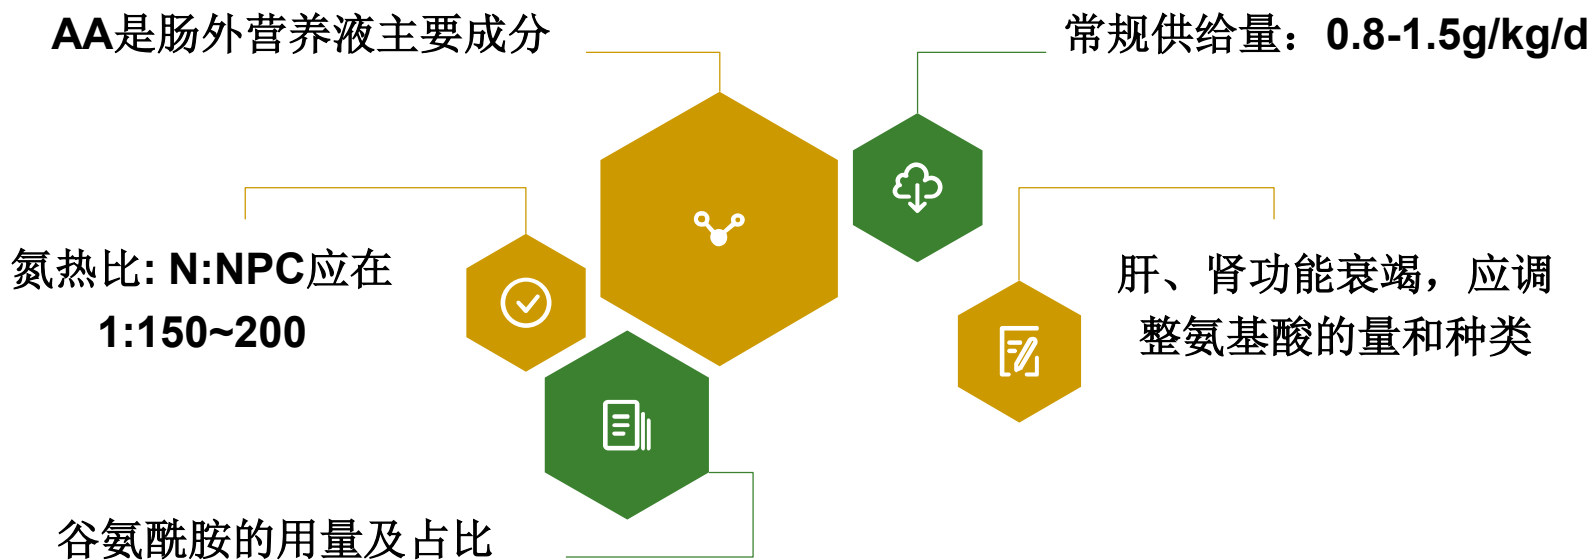 AA是肠外营养液主要成分
常规供给量：0.8-1.5g/kg/d
氮热比: N:NPC应在
1:150~200
肝、肾功能衰竭，应调
整氨基酸的量和种类
谷氨酰胺的用量及占比